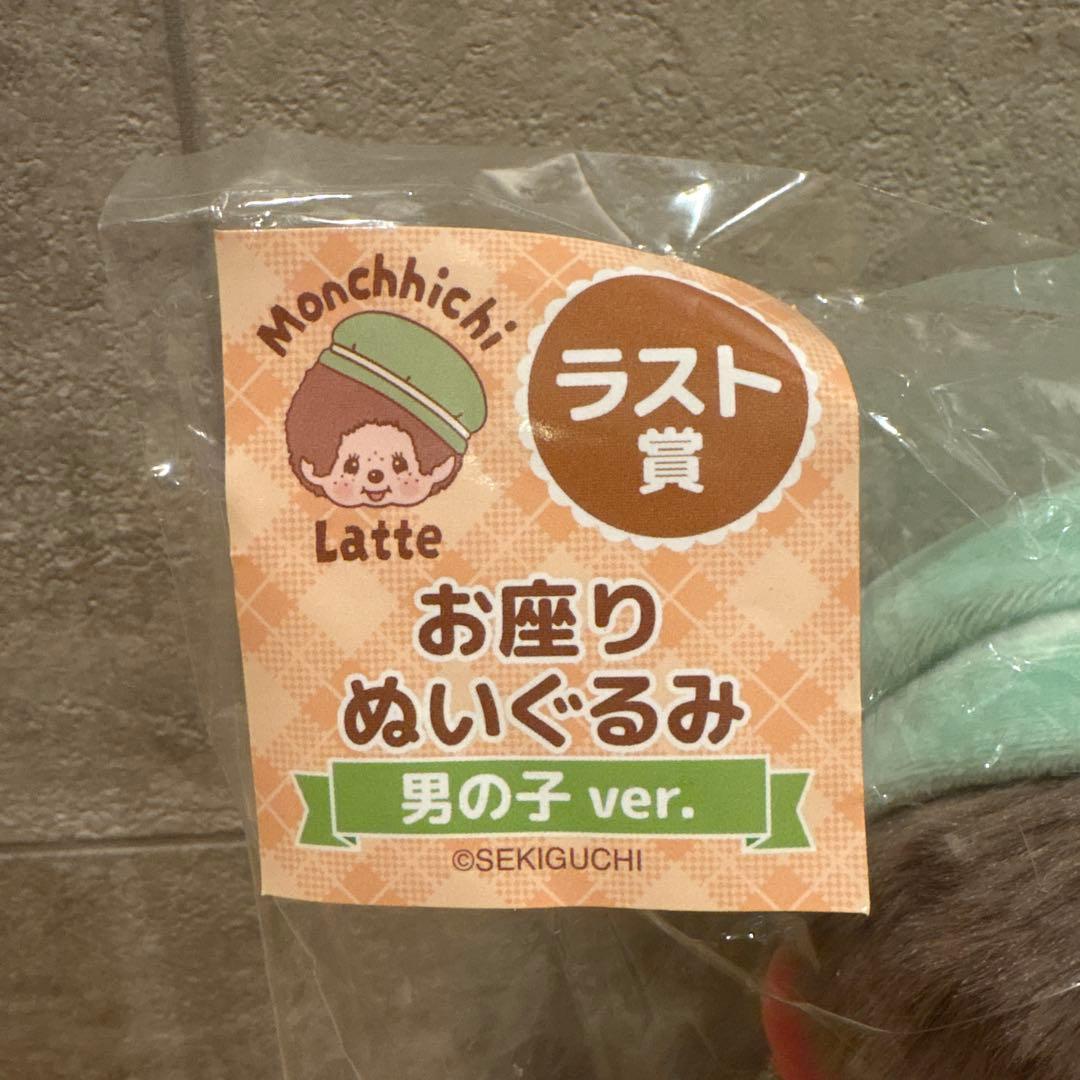 Monchhichi
Latte
ラスト
賞
お座り
ぬいぐるみ
男の子 ver.
©SEKIGUCHI